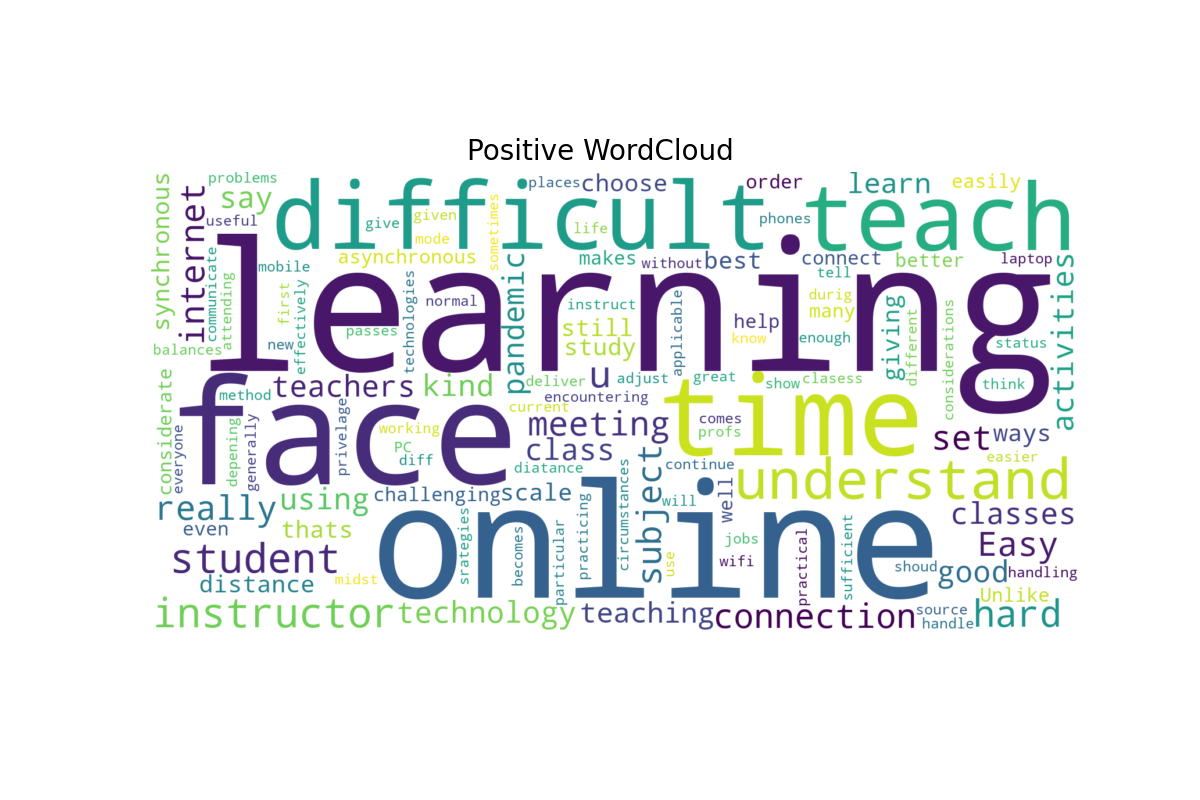 Positive WordCloud
synchronous
problems
say
useful
internet
difficult
give
given
mode
sometimes
places
choose
life
order
phones
learn
easily
teach
communicate
attending
mobile
asynchronous
learning
pandemic
makes
without
best
connect
tell
better
laptop
activities
first
effectively
new
passes
technologies
normal
instruct
still
study
applicable
help
know
durig
many
enough
giving
different
considerations
status
think
balances
considerate
everyone
method
teachers
kind
face
deliver
u
adjust
great
show
clasess
encountering
current
time
depening
generally
privelage
working
PC
diff
meeting
class
comes
profs
set
ways
easier
really
using
challenging
scale
diatance
continue
understand
subject
circumstances
well
will
even
thats
online
classes
Easy
student
distance
midst
srategies
becomes
particular
practicing
use
wifi
jobs
practical
sufficient
shoud
good
handling
Unlike
instructor
technology
teaching
connection
source
handle
hard